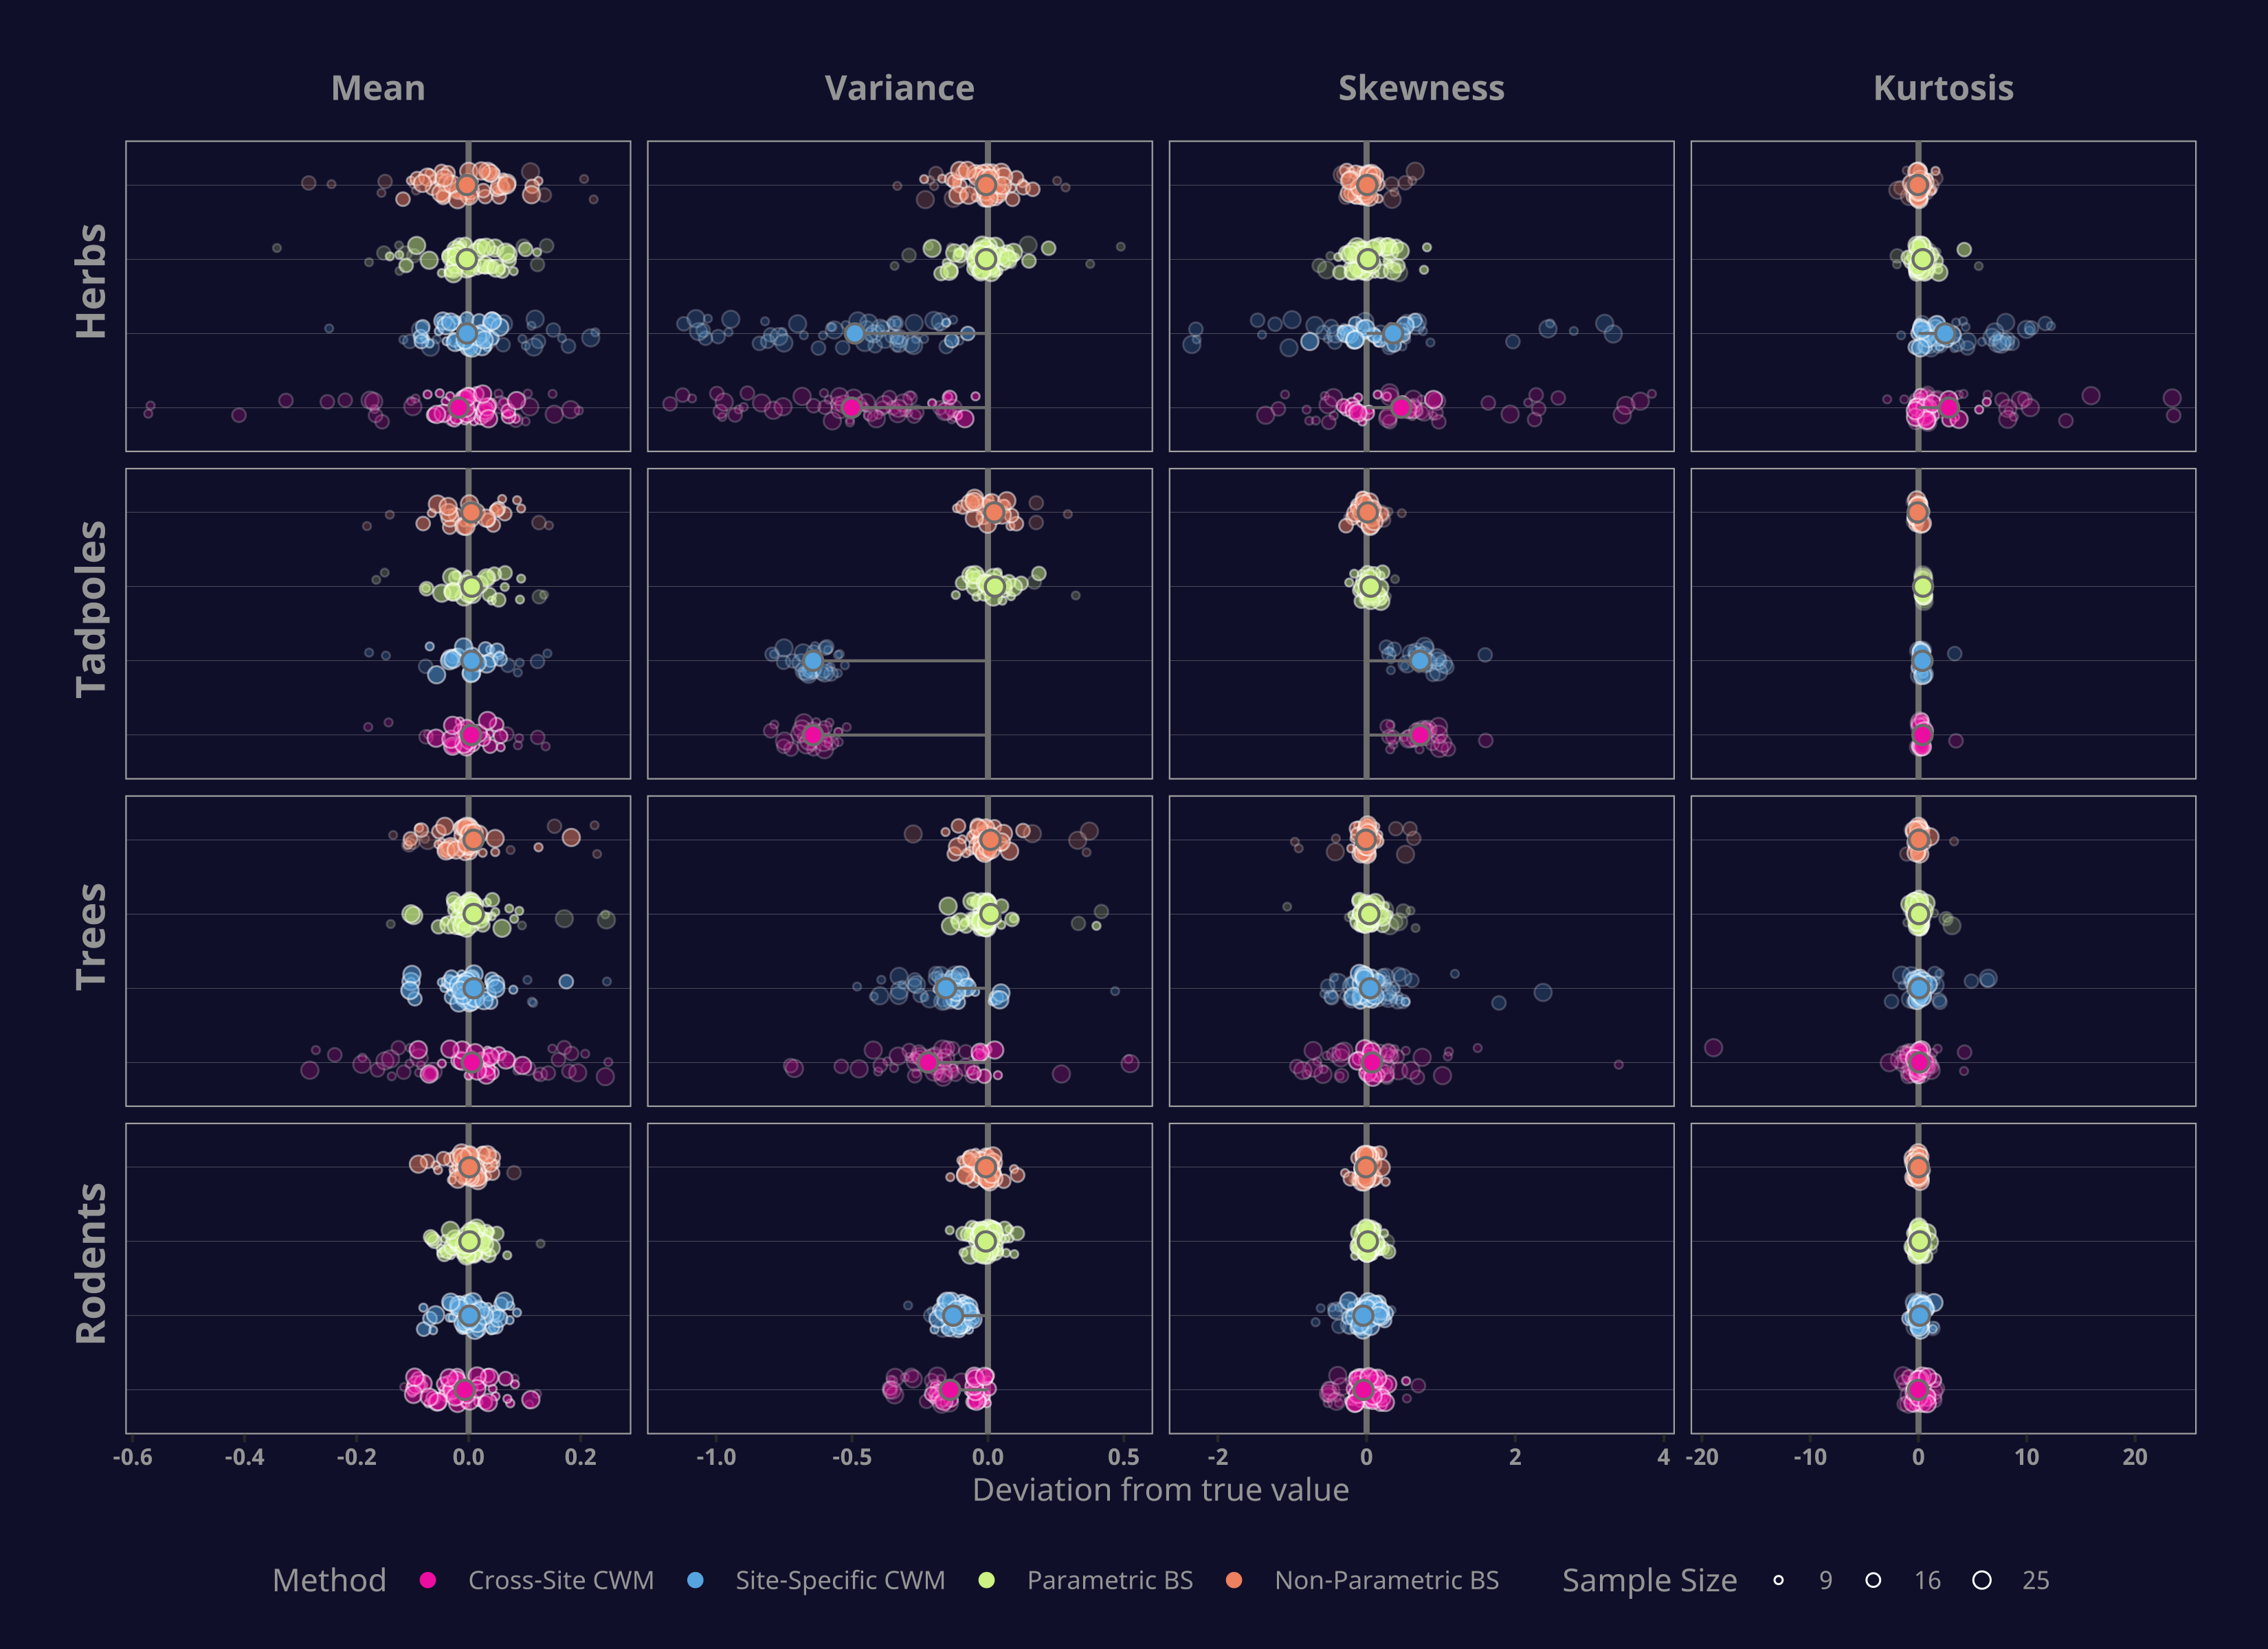 Mean Variance Skewness Kurtosis
Herbs
Tadpoles
Trees
Rodents
-0.6 -0.4 -0.2 0.0 0.2 -1.0 -0.5 0.0 0.5 -2 0 2 4 -20 -10 0 10 20
Deviation from true value
Method Cross-Site CWM Site-Specific CWM Parametric BS Non-Parametric BS Sample Size 9 16 25